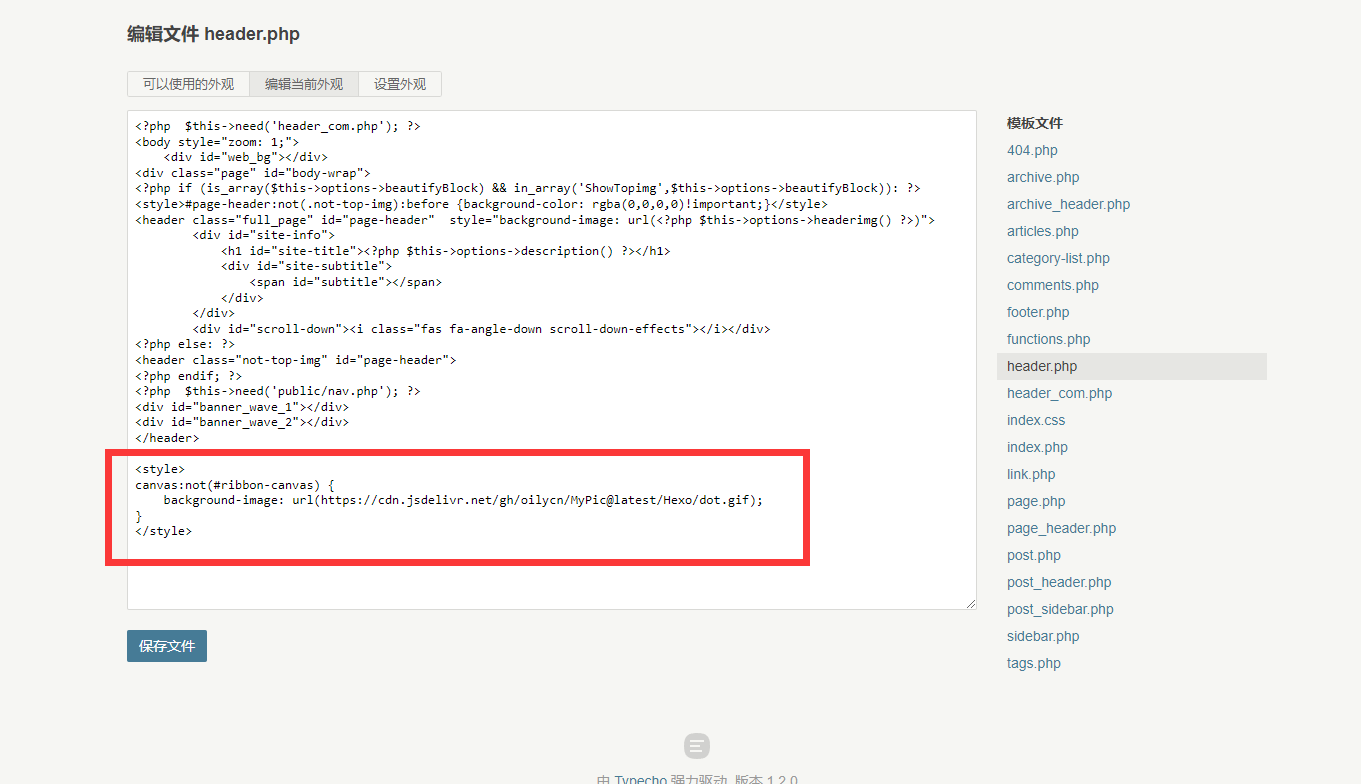 编辑文件 header.php
可以使用的外观 编辑当前外观 设置外观
<?php  $this->need('header_com.php'); ?>
<body style="zoom: 1;">
    <div id="web_bg"></div>
<div class="page" id="body-wrap">
<?php if (is_array($this->options->beautifyBlock) && in_array('ShowTopimg',$this->options->beautifyBlock)): ?>
<style>#page-header:not(.not-top-img):before {background-color: rgba(0,0,0,0)!important;}</style>
<header class="full_page" id="page-header"  style="background-image: url(<?php $this->options->headerimg() ?>)">
        <div id="site-info">
            <h1 id="site-title"><?php $this->options->description() ?></h1>
            <div id="site-subtitle">
                <span id="subtitle"></span>
            </div>
        </div>
        <div id="scroll-down"><i class="fas fa-angle-down scroll-down-effects"></i></div>
<?php else: ?>
<header class="not-top-img" id="page-header">
<?php endif; ?>
<?php  $this->need('public/nav.php'); ?>
<div id="banner_wave_1"></div>
<div id="banner_wave_2"></div>
</header>
<style>
canvas:not(#ribbon-canvas) {
    background-image: url(https://cdn.jsdelivr.net/gh/oilycn/MyPic@latest/Hexo/dot.gif);
}
</style>
保存文件
模板文件
404.php
archive.php
archive_header.php
articles.php
category-list.php
comments.php
footer.php
functions.php
header.php
header_com.php
index.css
index.php
link.php
page.php
page_header.php
post.php
post_header.php
post_sidebar.php
sidebar.php
tags.php
由 Typecho 强力驱动, 版本 1.2.0